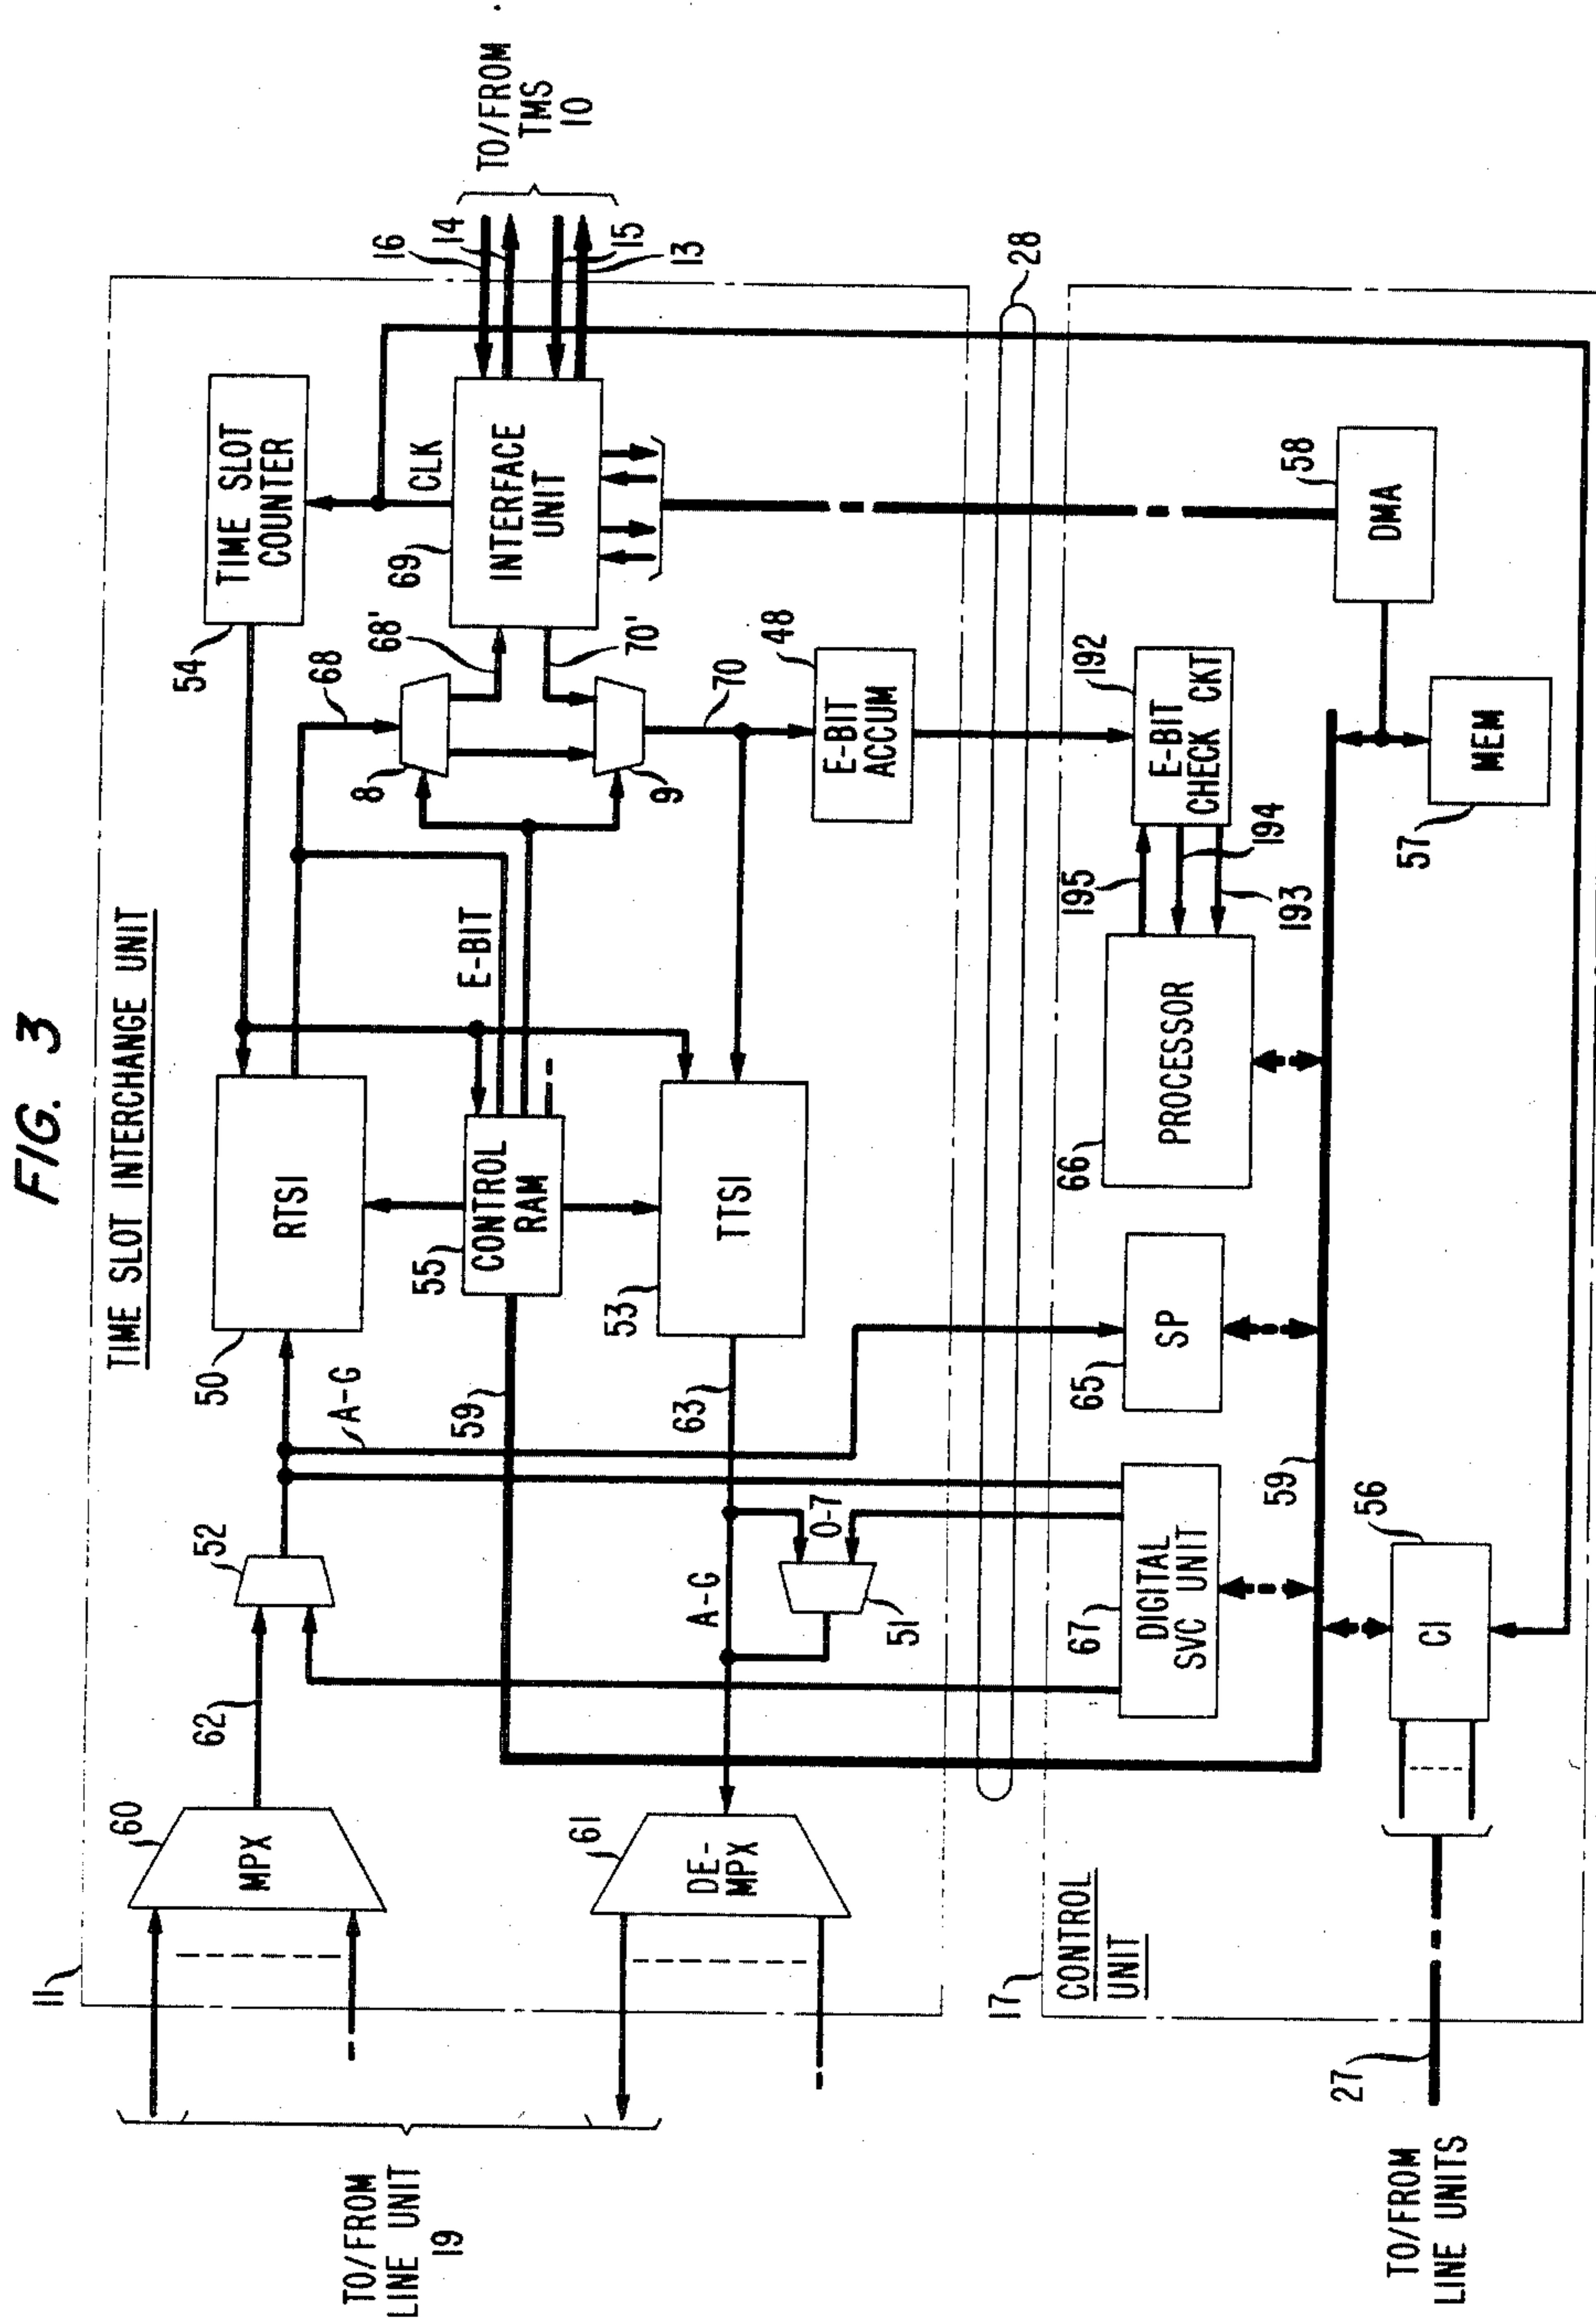 FIG. 3
TIME SLOT INTERCHANGE UNIT
11
60
MPX
62
52
A-G
50
RTSI
54
TIME SLOT
COUNTER
68
8
68'
69
CLK
INTERFACE
UNIT
16
14
15
13
TO/FROM
TMS
10
TO/FROM
LINE UNIT
19
59
55
CONTROL
RAM
E-BIT
70'
9
70
61
DE-
MPX
A-G
0-7
51
63
53
TTSI
48
E-BIT
ACCUM
28
17
CONTROL
UNIT
67
DIGITAL
SVC UNIT
65
SP
66
PROCESSOR
195
194
193
192
E-BIT
CHECK CKT
58
DMA
59
57
MEM
56
CI
27
TO/FROM
LINE UNITS